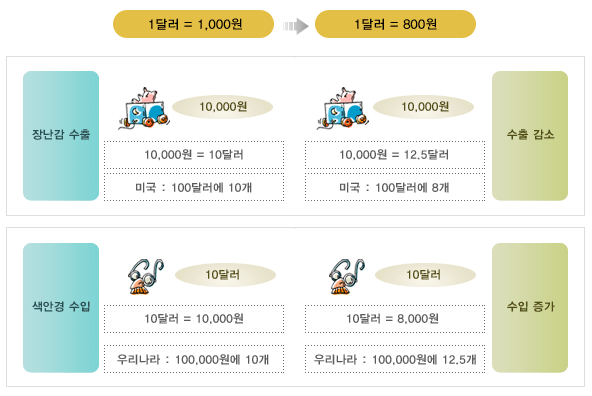 1달러 = 1,000원
1달러 = 800원
장난감 수출
10,000원
10,000원
수출 감소
10,000원 = 10달러
10,000원 = 12.5달러
미국 : 100달러에 10개
미국 : 100달러에 8개
색안경 수입
10달러
10달러
수입 증가
10달러 = 10,000원
10달러 = 8,000원
우리나라 : 100,000원에 10개
우리나라 : 100,000원에 12.5개